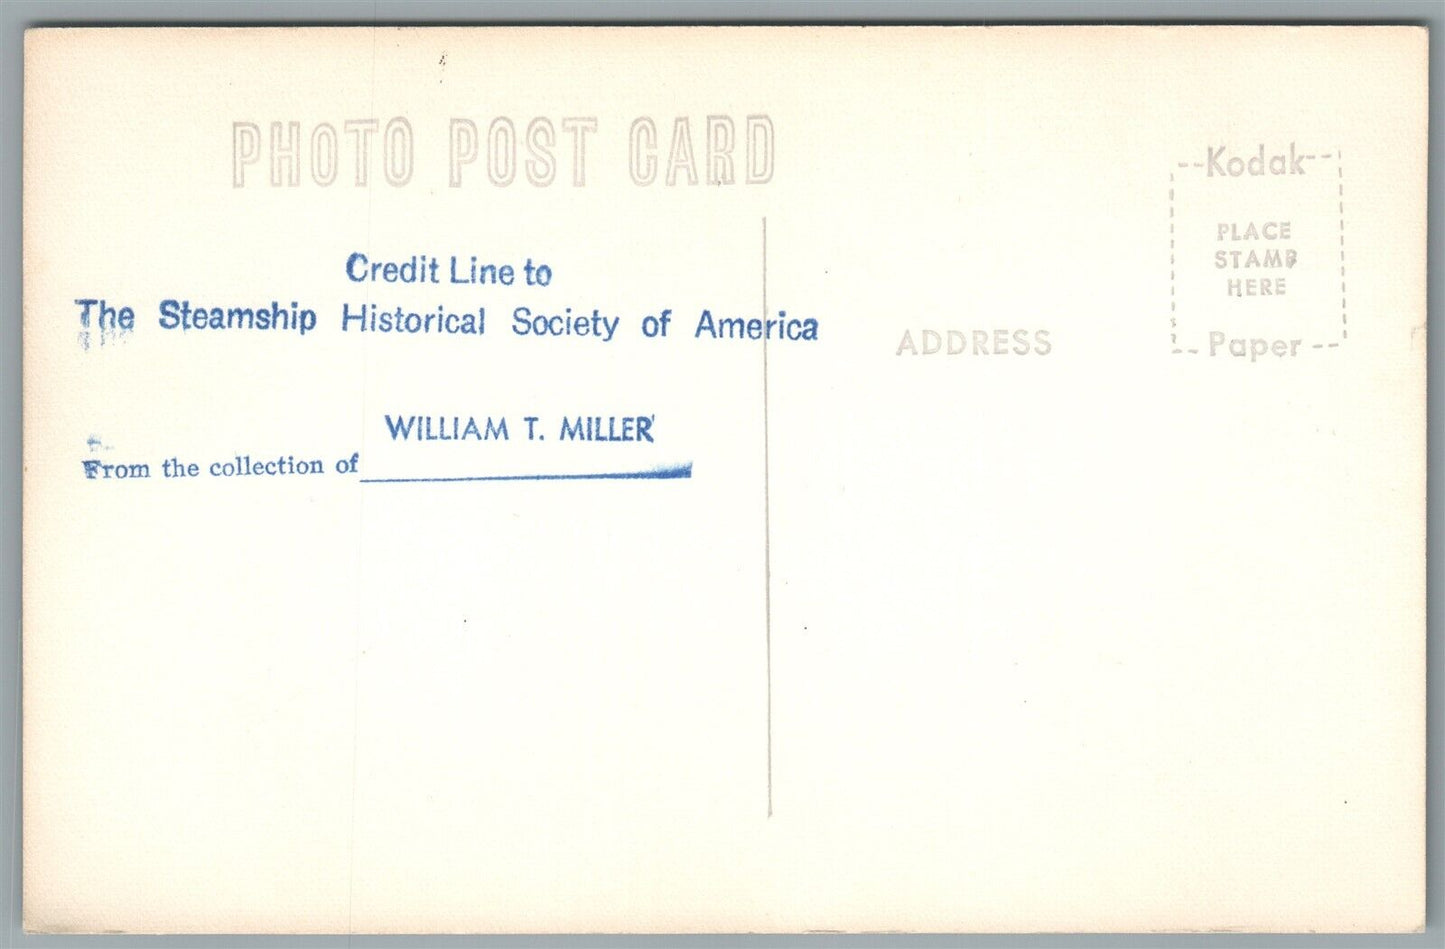 PHOTO POST CARD
Credit Line to
The Steamship Historical Society of America
WILLIAM T. MILLER
From the collection of
Kodak
PLACE
STAMP
HERE
Paper
ADDRESS